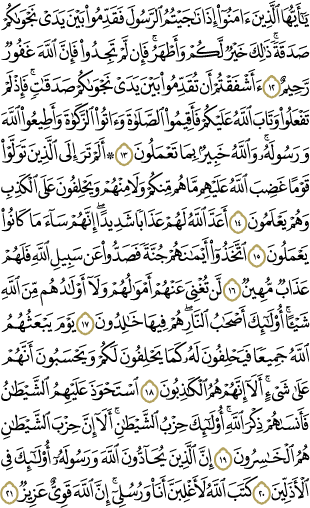 يَٰٓأَيُّهَا ٱلَّذِينَ ءَامَنُوٓا۟ إِذَا نَٰجَيْتُمُ ٱلرَّسُولَ فَقَدِّمُوا۟ بَيْنَ يَدَىْ نَجْوَىٰكُمْ
صَدَقَةً ۚ ذَٰلِكَ خَيْرٌ لَّكُمْ وَأَطْهَرُ ۚ فَإِن لَّمْ تَجِدُوا۟ فَإِنَّ ٱللَّهَ غَفُورٌ
رَّحِيمٌ ١٢ ءَأَشْفَقْتُمْ أَن تُقَدِّمُوا۟ بَيْنَ يَدَىْ نَجْوَىٰكُمْ صَدَقَٰتٍ ۚ فَإِذْ لَمْ
تَفْعَلُوا۟ وَتَابَ ٱللَّهُ عَلَيْكُمْ فَأَقِيمُوا۟ ٱلصَّلَوٰةَ وَءَاتُوا۟ ٱلزَّكَوٰةَ وَأَطِيعُوا۟ ٱللَّهَ
وَرَسُولَهُۥ ۚ وَٱللَّهُ خَبِيرٌۢ بِمَا تَعْمَلُونَ ١٣ ۞ أَلَمْ تَرَ إِلَى ٱلَّذِينَ تَوَلَّوْا۟
قَوْمًا غَضِبَ ٱللَّهُ عَلَيْهِم مَّا هُم مِّنكُمْ وَلَا مِنْهُمْ وَيَحْلِفُونَ عَلَى ٱلْكَذِبِ
وَهُمْ يَعْلَمُونَ ١٤ أَعَدَّ ٱللَّهُ لَهُمْ عَذَابًا شَدِيدًا ۖ إِنَّهُمْ سَآءَ مَا كَانُوا۟
يَعْمَلُونَ ١٥ ٱتَّخَذُوٓا۟ أَيْمَٰنَهُمْ جُنَّةً فَصَدُّوا۟ عَن سَبِيلِ ٱللَّهِ فَلَهُمْ
عَذَابٌ مُّهِينٌ ١٦ لَّن تُغْنِىَ عَنْهُمْ أَمْوَٰلُهُمْ وَلَآ أَوْلَٰدُهُم مِّنَ ٱللَّهِ
شَيْـًٔا ۚ أُو۟لَٰٓئِكَ أَصْحَٰبُ ٱلنَّارِ ۖ هُمْ فِيهَا خَٰلِدُونَ ١٧ يَوْمَ يَبْعَثُهُمُ
ٱللَّهُ جَمِيعًا فَيَحْلِفُونَ لَهُۥ كَمَا يَحْلِفُونَ لَكُمْ ۖ وَيَحْسَبُونَ أَنَّهُمْ
عَلَىٰ شَىْءٍ ۚ أَلَآ إِنَّهُمْ هُمُ ٱلْكَٰذِبُونَ ١٨ ٱسْتَحْوَذَ عَلَيْهِمُ ٱلشَّيْطَٰنُ
فَأَنسَىٰهُمْ ذِكْرَ ٱللَّهِ ۚ أُو۟لَٰٓئِكَ حِزْبُ ٱلشَّيْطَٰنِ ۚ أَلَآ إِنَّ حِزْبَ ٱلشَّيْطَٰنِ
هُمُ ٱلْخَٰسِرُونَ ١٩ إِنَّ ٱلَّذِينَ يُحَآدُّونَ ٱللَّهَ وَرَسُولَهُۥٓ أُو۟لَٰٓئِكَ فِى
ٱلْأَذَلِّينَ ٢٠ كَتَبَ ٱللَّهُ لَأَغْلِبَنَّ أَنَا۠ وَرُسُلِىٓ ۚ إِنَّ ٱللَّهَ قَوِىٌّ عَزِيزٌ ٢١